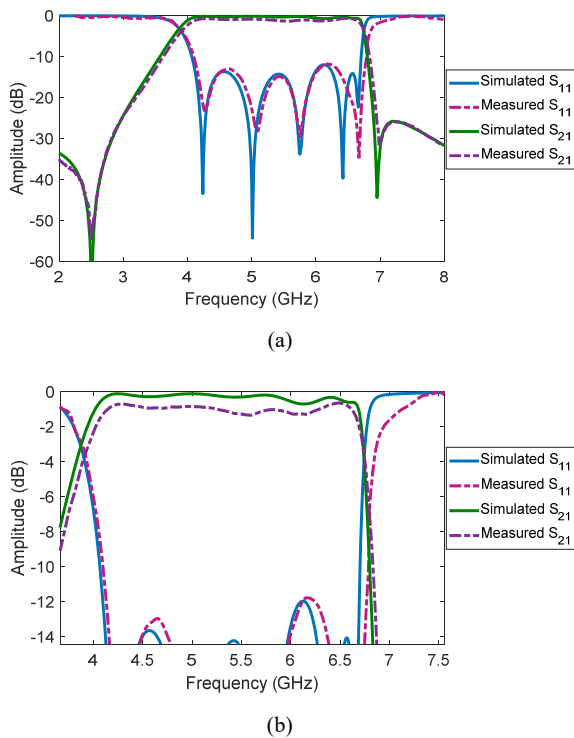 0
-10
-20
-30
-40
-50
-60
Amplitude (dB)
2 3 4 5 6 7 8
Frequency (GHz)
Simulated S11
Measured S11
Simulated S21
Measured S21
(a)
0
-2
-4
-6
-8
-10
-12
-14
Amplitude (dB)
4 4.5 5 5.5 6 6.5 7 7.5
Frequency (GHz)
Simulated S11
Measured S11
Simulated S21
Measured S21
(b)